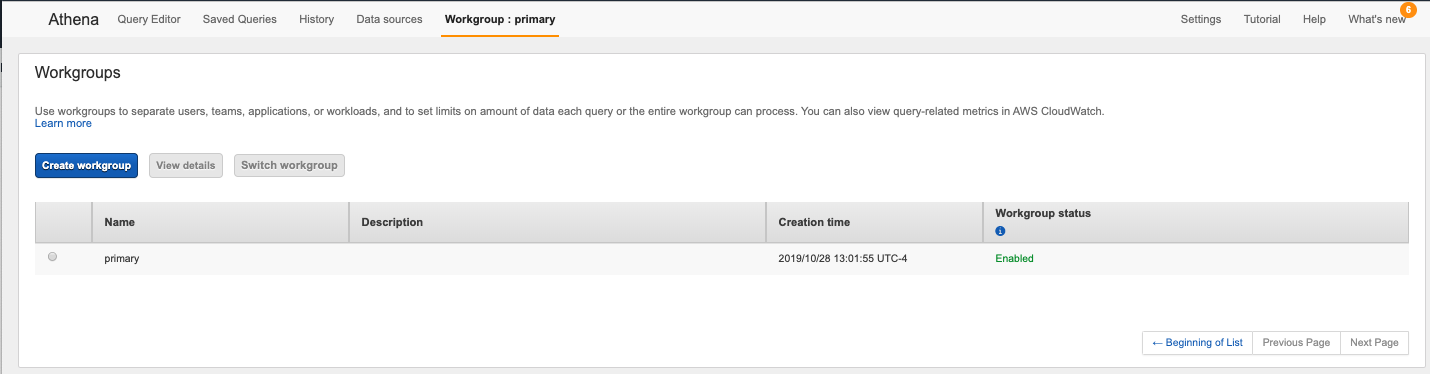 Athena Query Editor Saved Queries History Data sources Workgroup : primary Settings Tutorial Help What's new 6
Workgroups
Use workgroups to separate users, teams, applications, or workloads, and to set limits on amount of data each query or the entire workgroup can process. You can also view query-related metrics in AWS CloudWatch.
Learn more
Create workgroup View details Switch workgroup
Name Description Creation time Workgroup status
primary 2019/10/28 13:01:55 UTC-4 Enabled
← Beginning of List Previous Page Next Page